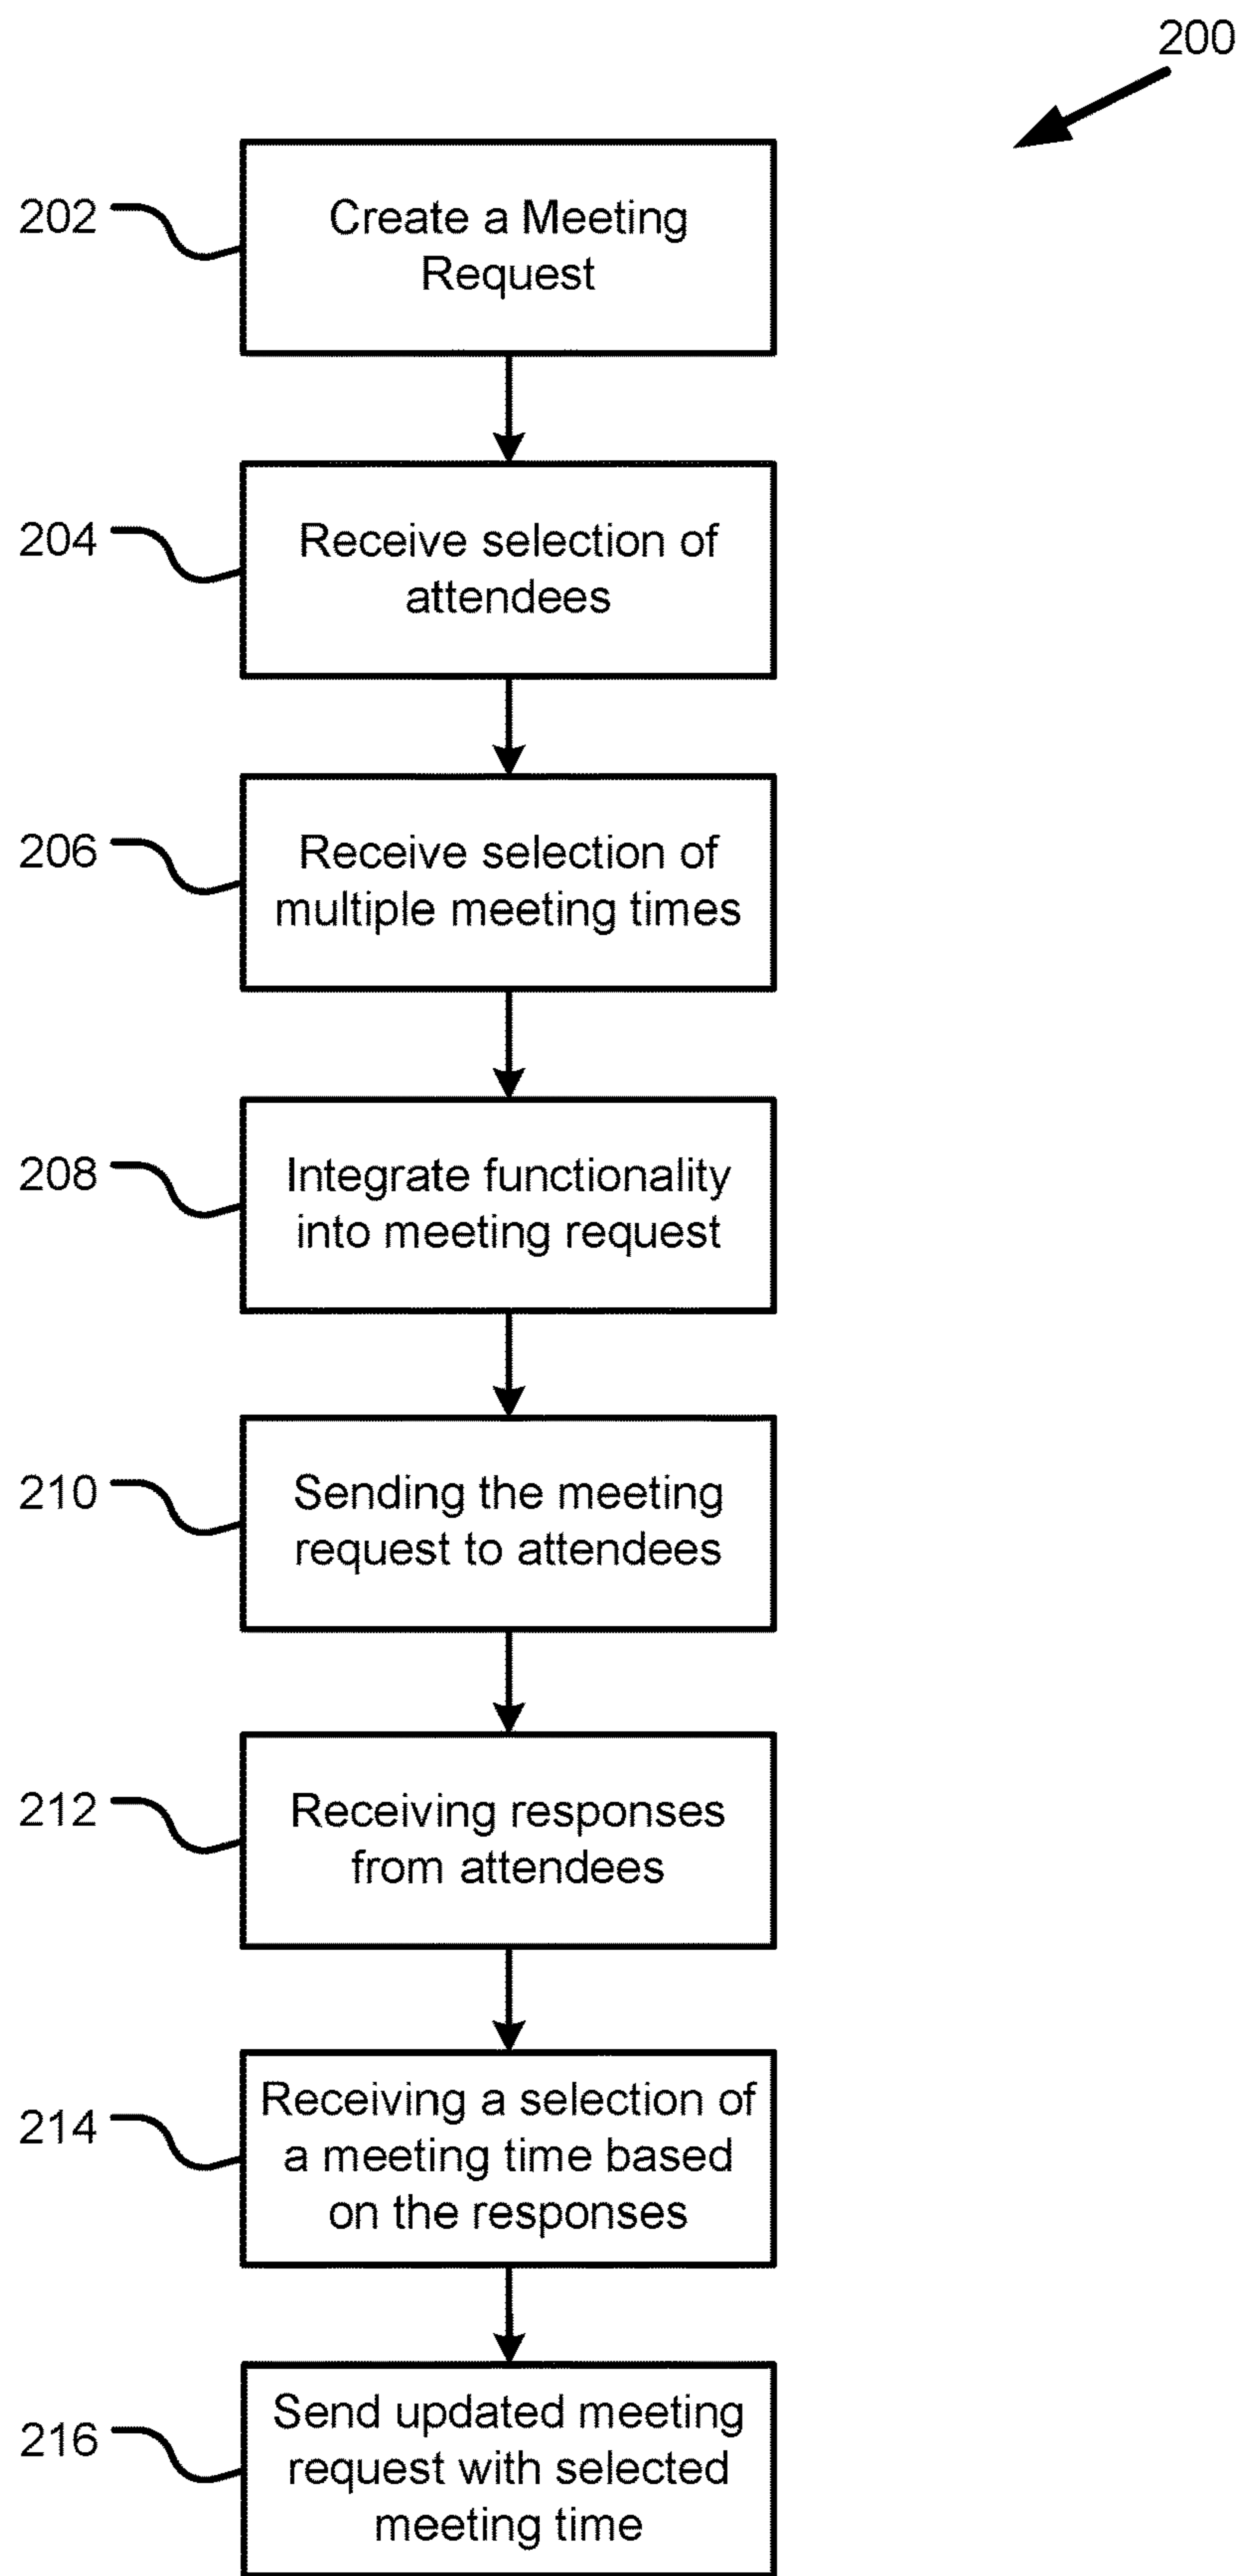 200
202
Create a Meeting
Request
204
Receive selection of
attendees
206
Receive selection of
multiple meeting times
208
Integrate functionality
into meeting request
210
Sending the meeting
request to attendees
212
Receiving responses
from attendees
214
Receiving a selection of
a meeting time based
on the responses
216
Send updated meeting
request with selected
meeting time